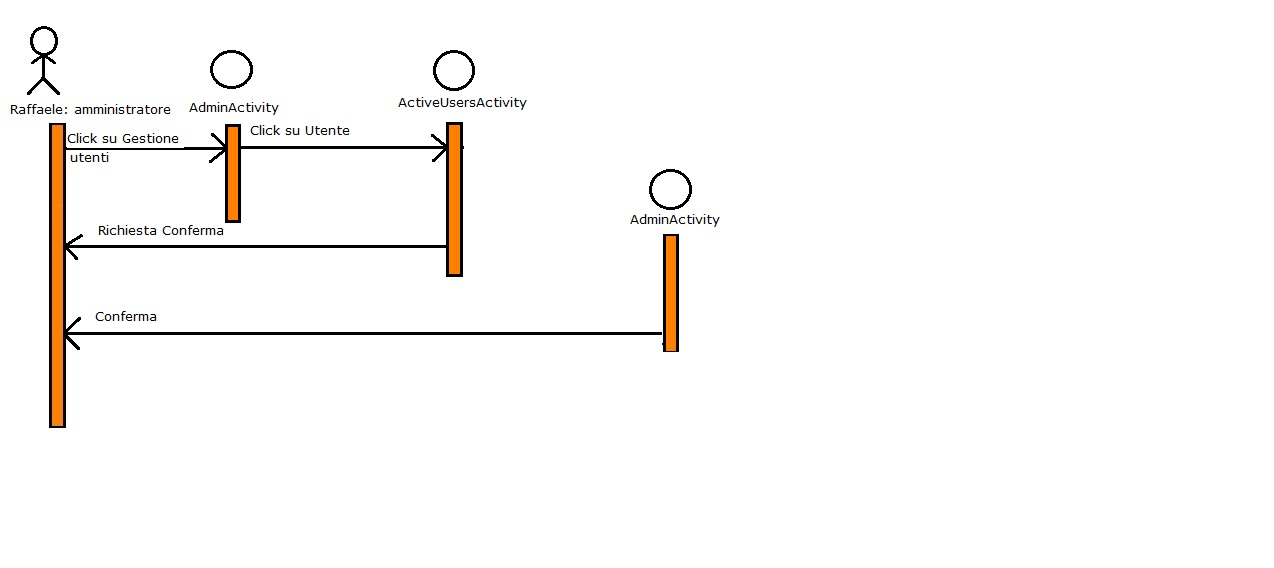 Raffaele: amministratore
AdminActivity
ActiveUsersActivity
Click su Gestione
utenti
Click su Utente
AdminActivity
Richiesta Conferma
Conferma